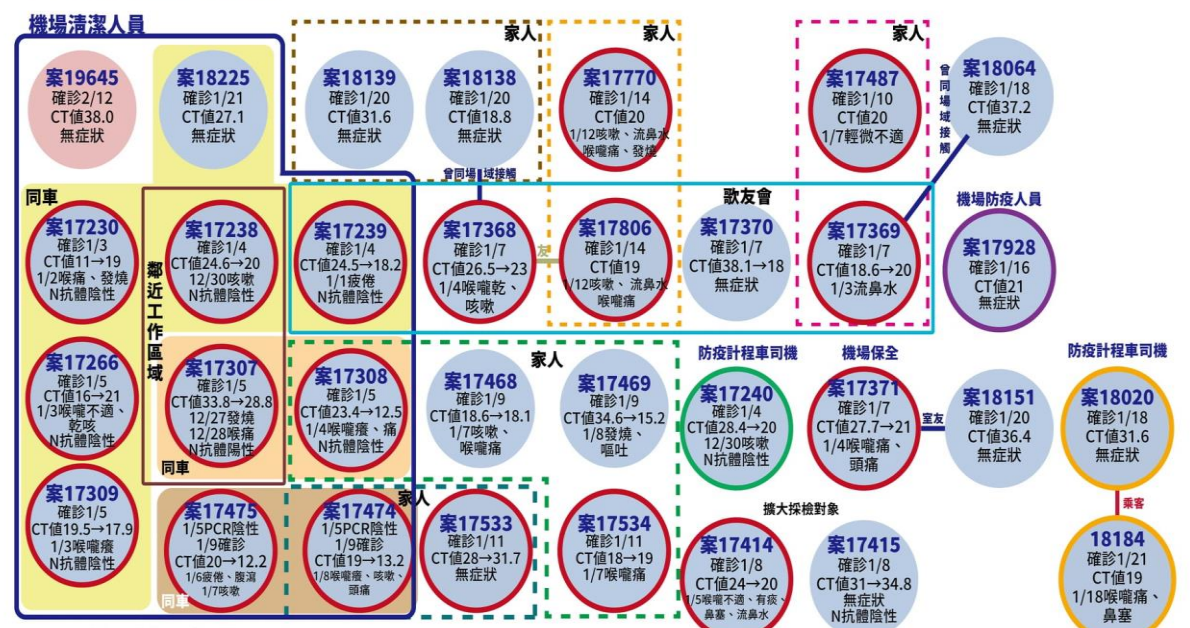 機場清潔人員
案19645
確診2/12
CT值38.0
無症狀
案18225
確診1/21
CT值27.1
無症狀
家人
案18139
確診1/20
CT值31.6
無症狀
案18138
確診1/20
CT值18.8
無症狀
曾同場域接觸
家人
案17770
確診1/14
CT值20
1/12咳嗽、流鼻水
喉嚨痛、發燒
家人
案17487
確診1/10
CT值20
1/7輕微不適
曾同場域接觸
案18064
確診1/18
CT值37.2
無症狀
同車
案17230
確診1/3
CT值11→19
1/2喉痛、發燒
N抗體陰性
鄰近工作區域
案17238
確診1/4
CT值24.6→20
12/30咳嗽
N抗體陰性
案17239
確診1/4
CT值24.5→18.2
1/1疲倦
N抗體陰性
歌友會
案17368
確診1/7
CT值26.5→23
1/4喉嚨乾、
咳嗽
友
案17806
確診1/14
CT值19
1/12咳嗽、流鼻水
喉嚨痛
案17370
確診1/7
CT值38.1→18
無症狀
案17369
確診1/7
CT值18.6→20
1/3流鼻水
機場防疫人員
案17928
確診1/16
CT值21
無症狀
案17266
確診1/5
CT值16→21
1/3喉嚨不適、
乾咳
N抗體陰性
案17307
確診1/5
CT值33.8→28.8
12/27發燒
12/28喉痛
N抗體陽性
同車
案17308
確診1/5
CT值23.4→12.5
1/4喉嚨癢、痛
N抗體陰性
家人
案17468
確診1/9
CT值18.6→18.1
1/7咳嗽、
喉嚨痛
案17469
確診1/9
CT值34.6→15.2
1/8發燒、
嘔吐
防疫計程車司機
案17240
確診1/4
CT值28.4→20
12/30咳嗽
N抗體陰性
機場保全
案17371
確診1/7
CT值27.7→21
1/4喉嚨痛、
頭痛
室友
案18151
確診1/20
CT值36.4
無症狀
防疫計程車司機
案18020
確診1/18
CT值31.6
無症狀
乘客
案17309
確診1/5
CT值19.5→17.9
1/3喉嚨癢
N抗體陰性
案17475
1/5PCR陰性
1/9確診
CT值20→12.2
1/6疲倦、腹瀉
1/7咳嗽
同車
家人
案17474
1/5PCR陰性
1/9確診
CT值19→13.2
1/8喉嚨癢、咳嗽、
頭痛
案17533
確診1/11
CT值28→31.7
無症狀
案17534
確診1/11
CT值18→19
1/7喉嚨痛
擴大採檢對象
案17414
確診1/8
CT值24→20
1/5喉嚨不適、有痰、
鼻塞、流鼻水
案17415
確診1/8
CT值31→34.8
無症狀
N抗體陰性
18184
確診1/21
CT值19
1/18喉嚨痛、
鼻塞